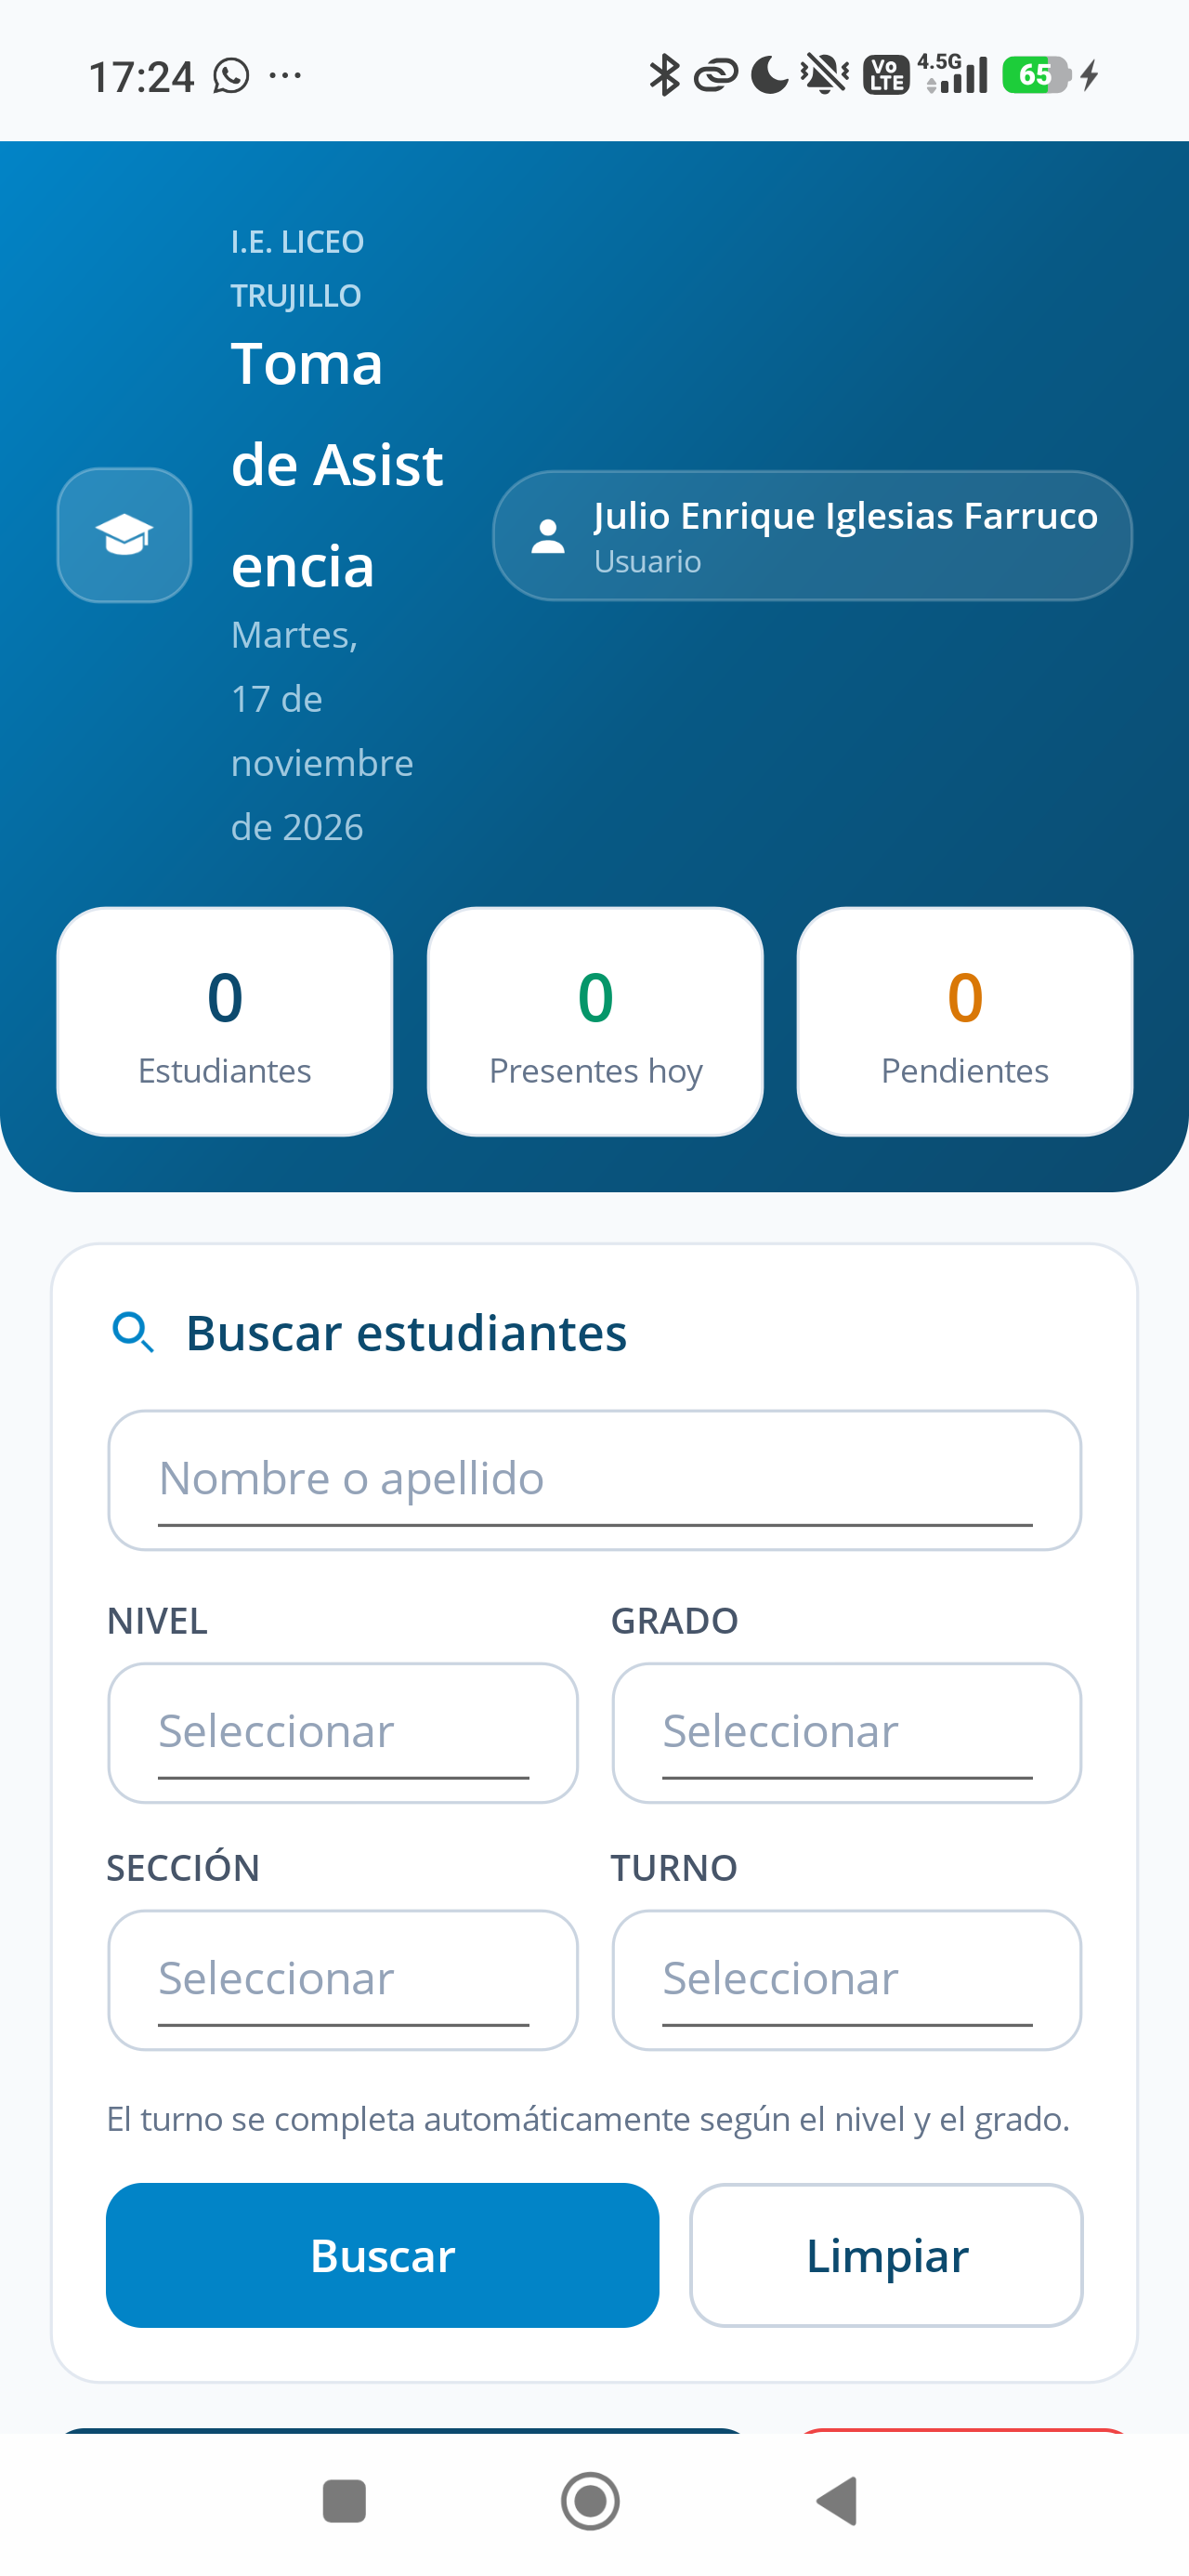 17:24
Vo LTE
4.5G
65
I.E. LICEO
TRUJILLO
Toma
de Asist
encia
Martes,
17 de
noviembre
de 2026
Julio Enrique Iglesias Farruco
Usuario
0
Estudiantes
0
Presentes hoy
0
Pendientes
Buscar estudiantes
Nombre o apellido
NIVEL
GRADO
Seleccionar
Seleccionar
SECCIÓN
TURNO
Seleccionar
Seleccionar
El turno se completa automáticamente según el nivel y el grado.
Buscar
Limpiar